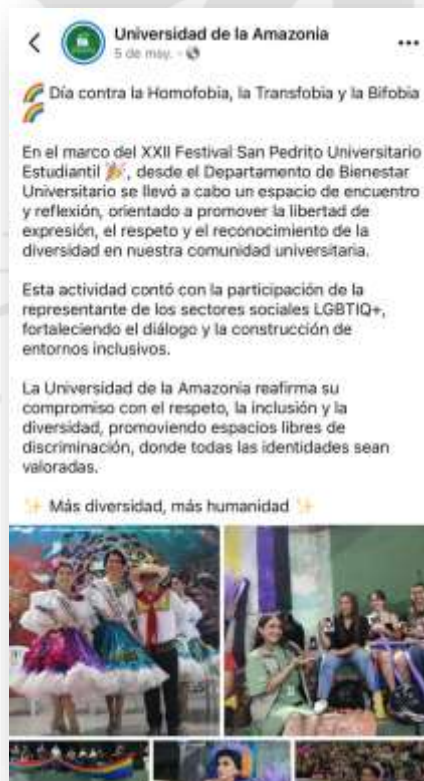 Universidad de la Amazonia
5 de may.
Día contra la Homofobia, la Transfobia y la Bifobia
En el marco del XXII Festival San Pedrito Universitario
Estudiantil, desde el Departamento de Bienestar
Universitario se llevó a cabo un espacio de encuentro
y reflexión, orientado a promover la libertad de
expresión, el respeto y el reconocimiento de la
diversidad en nuestra comunidad universitaria.
Esta actividad contó con la participación de la
representante de los sectores sociales LGBTIQ+,
fortaleciendo el diálogo y la construcción de
entornos inclusivos.
La Universidad de la Amazonia reafirma su
compromiso con el respeto, la inclusión y la
diversidad, promoviendo espacios libres de
discriminación, donde todas las identidades sean
valoradas.
Más diversidad, más humanidad